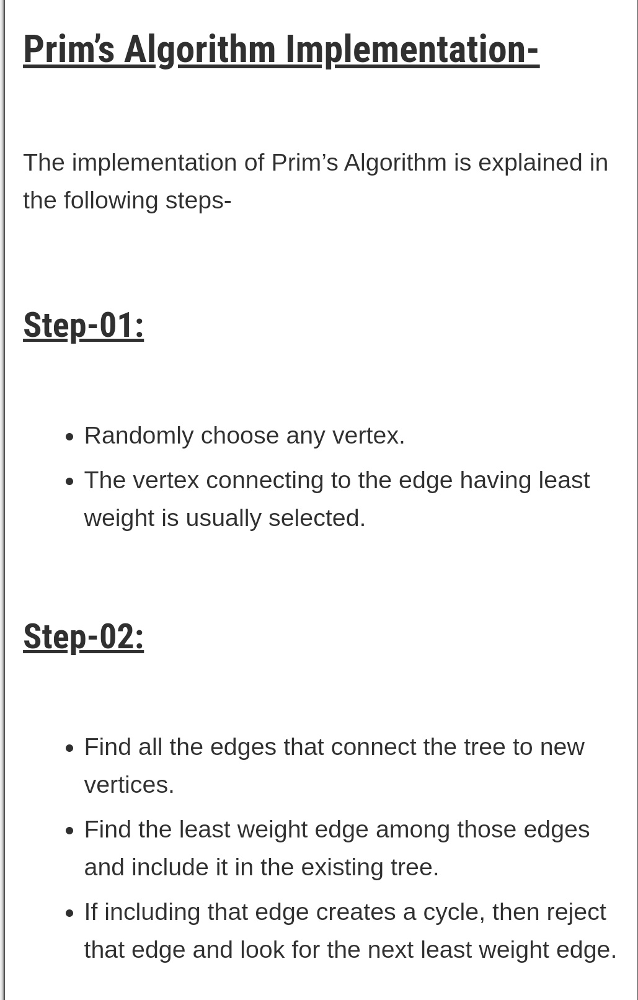 Prim’s Algorithm Implementation-
The implementation of Prim’s Algorithm is explained in
the following steps-
Step-01:
• Randomly choose any vertex.
• The vertex connecting to the edge having least
weight is usually selected.
Step-02:
• Find all the edges that connect the tree to new
vertices.
• Find the least weight edge among those edges
and include it in the existing tree.
• If including that edge creates a cycle, then reject
that edge and look for the next least weight edge.